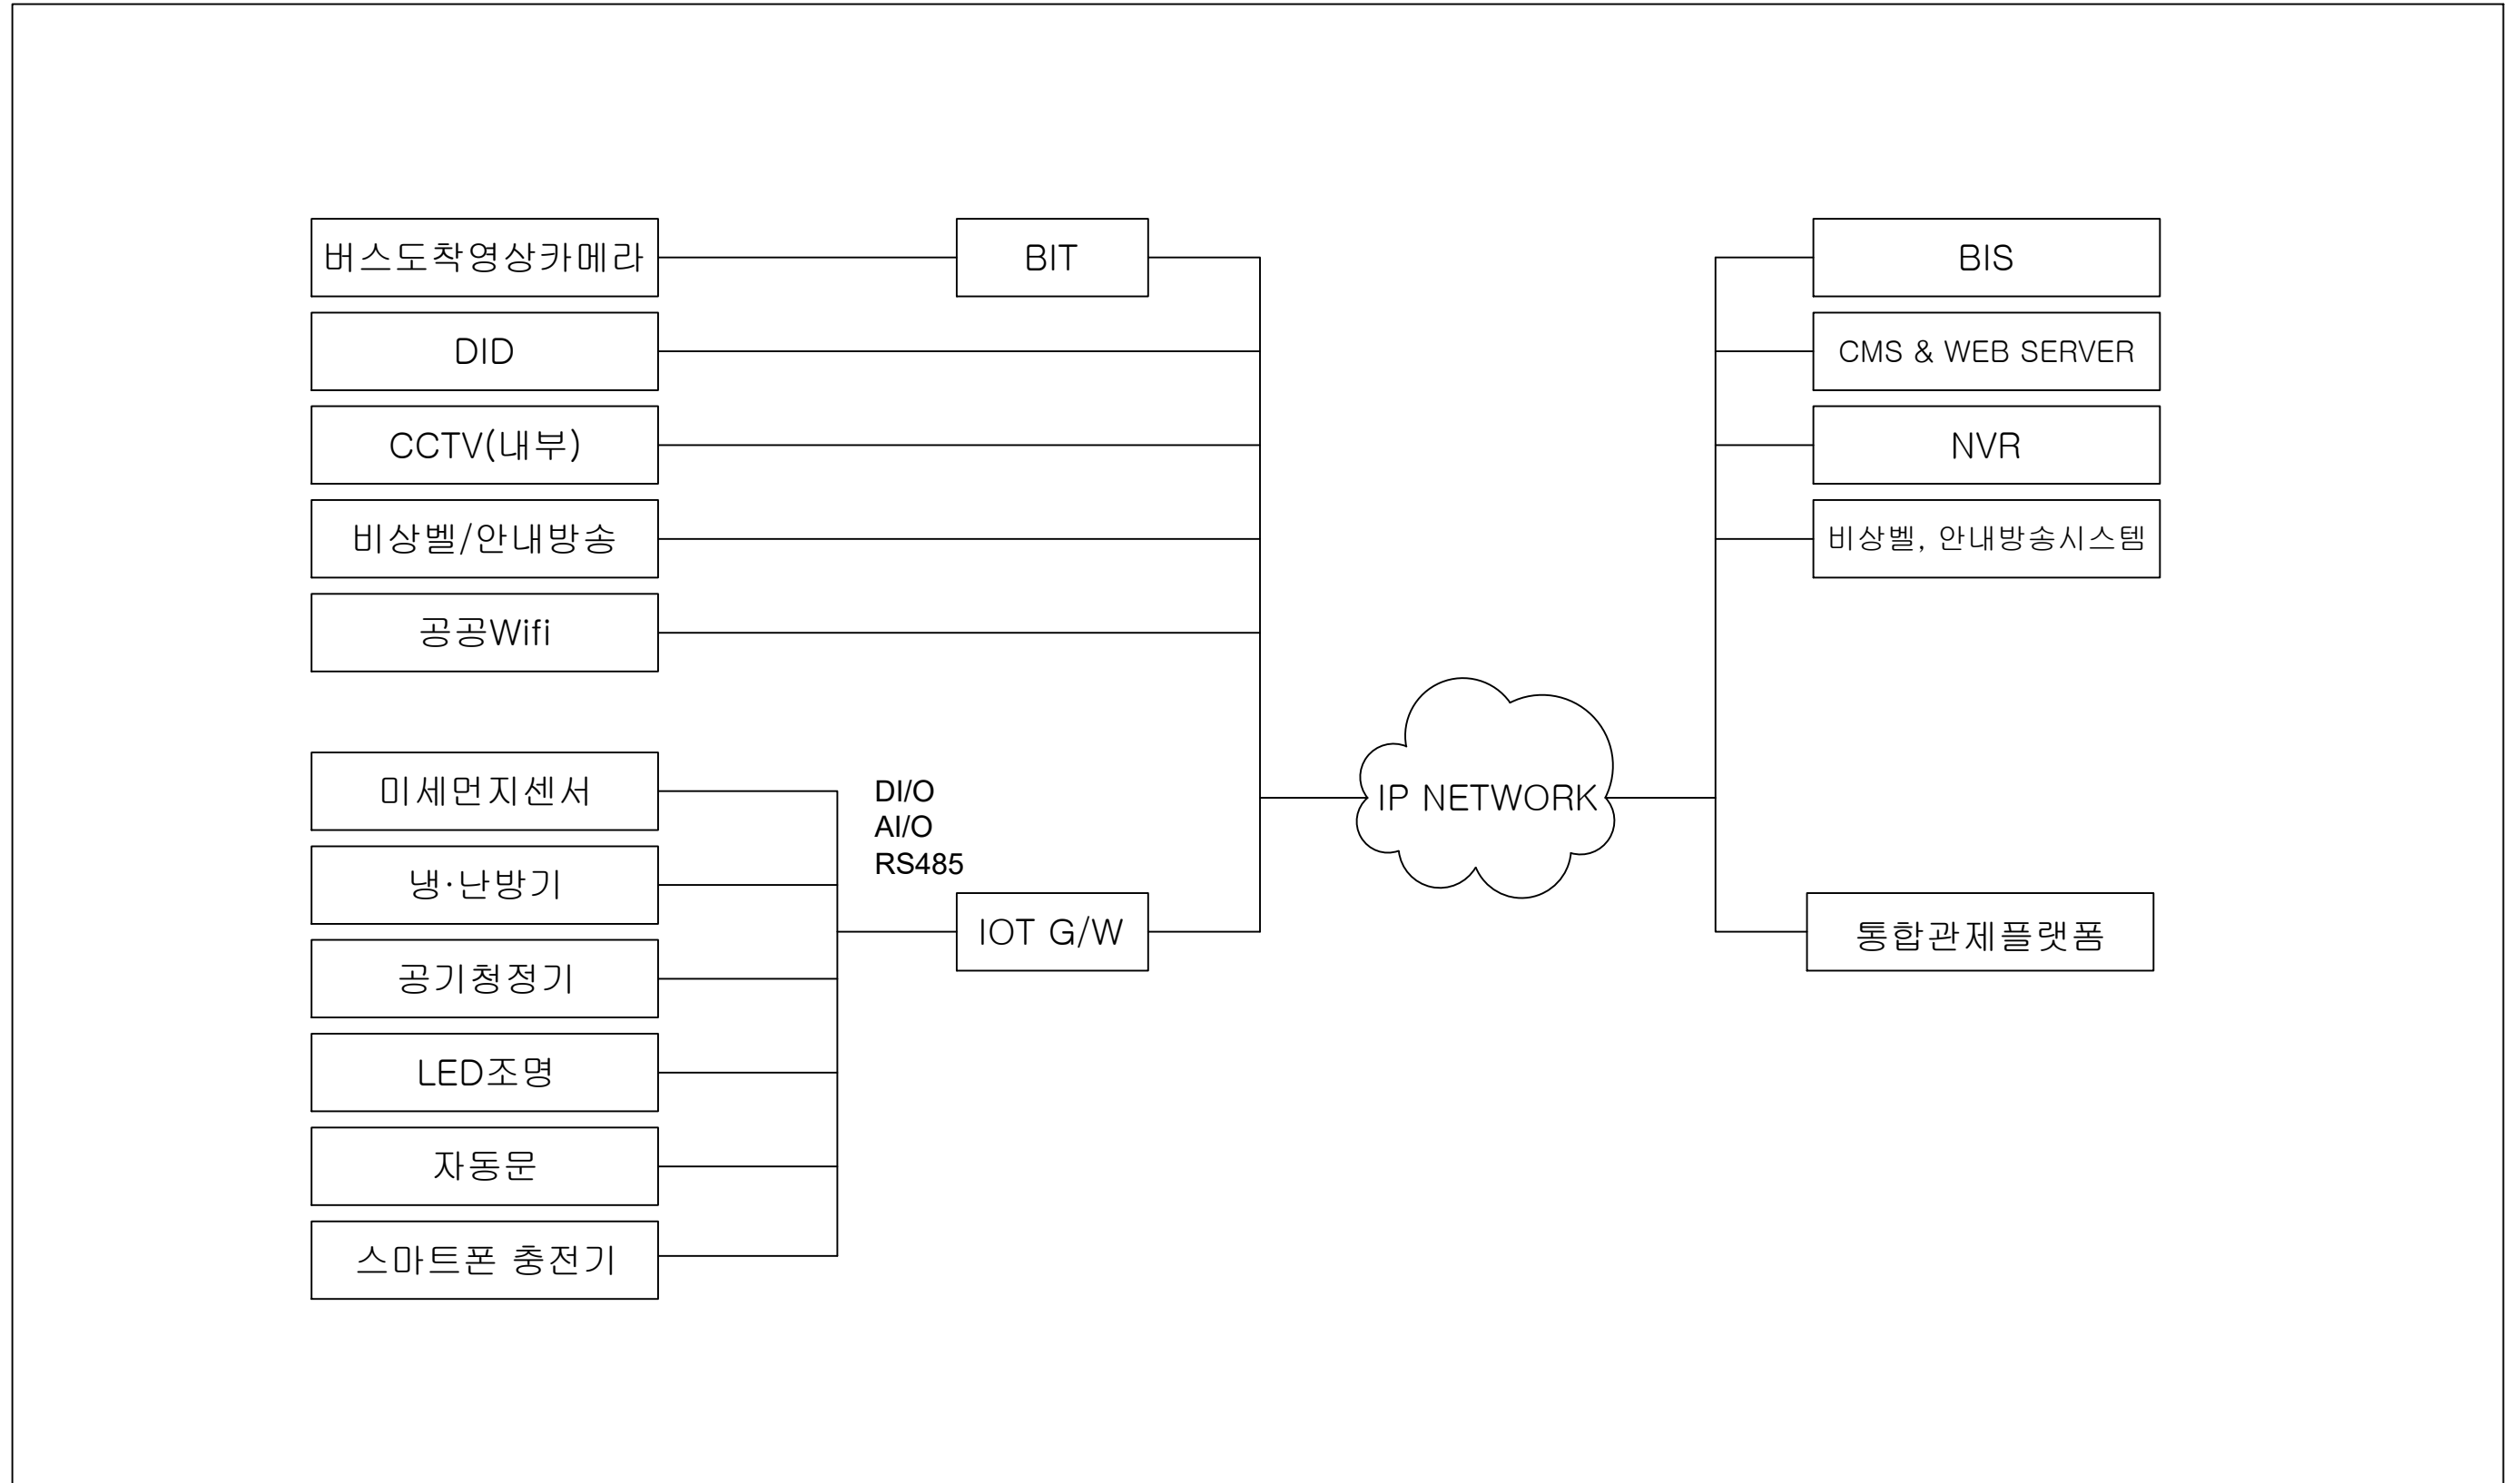 버스도착영상카메라
BIT
BIS
DID
CMS & WEB SERVER
CCTV(내부)
NVR
비상벨/안내방송
비상벨, 안내방송시스템
공공Wifi
미세먼지센서
DI/O
AI/O
RS485
IP NETWORK
냉·난방기
IOT G/W
통합관제플랫폼
공기청정기
LED조명
자동문
스마트폰 충전기